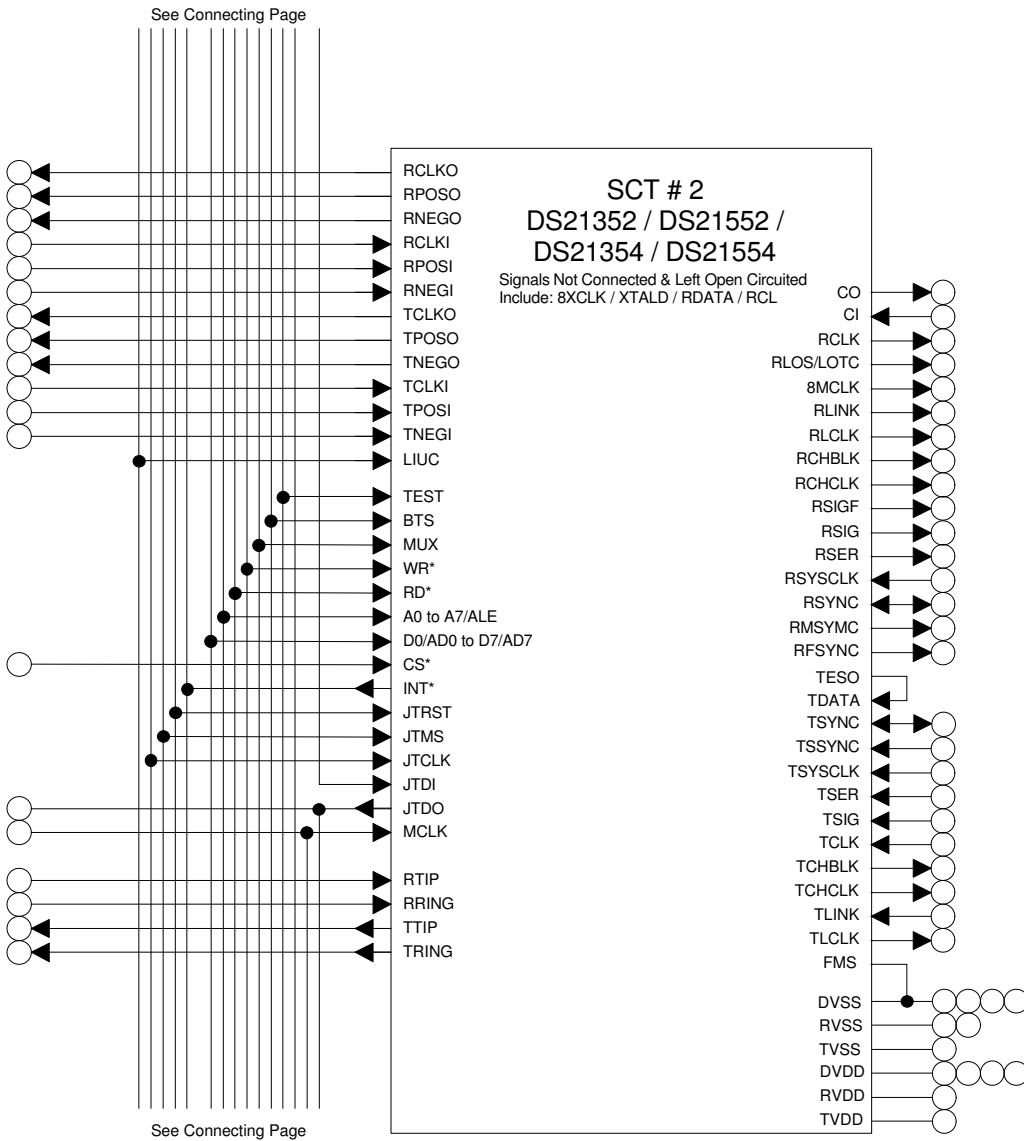 See Connecting Page
SCT # 2
DS21352 / DS21552 /
DS21354 / DS21554
Signals Not Connected & Left Open Circuited
Include: 8XCLK / XTALD / RDATA / RCL
RCLKO
RPOSO
RNEGO
RCLKI
RPOSI
RNEGI
TCLKO
TPOSO
TNEGO
TCLKI
TPOSI
TNEGI
LIUC
TEST
BTS
MUX
WR*
RD*
A0 to A7/ALE
D0/AD0 to D7/AD7
CS*
INT*
JTRST
JTMS
JTCLK
JTDI
JTDO
MCLK
RTIP
RRING
TTIP
TRING
CO
CI
RCLK
RLOS/LOTC
8MCLK
RLINK
RLCLK
RCHBLK
RCHCLK
RSIGF
RSIG
RSER
RSYSCLK
RSYNC
RMSYMC
RFSYNC
TESO
TDATA
TSYNC
TSSYNC
TSYSCLK
TSER
TSIG
TCLK
TCHBLK
TCHCLK
TLINK
TLCLK
FMS
DVSS
RVSS
TVSS
DVDD
RVDD
TVDD
See Connecting Page